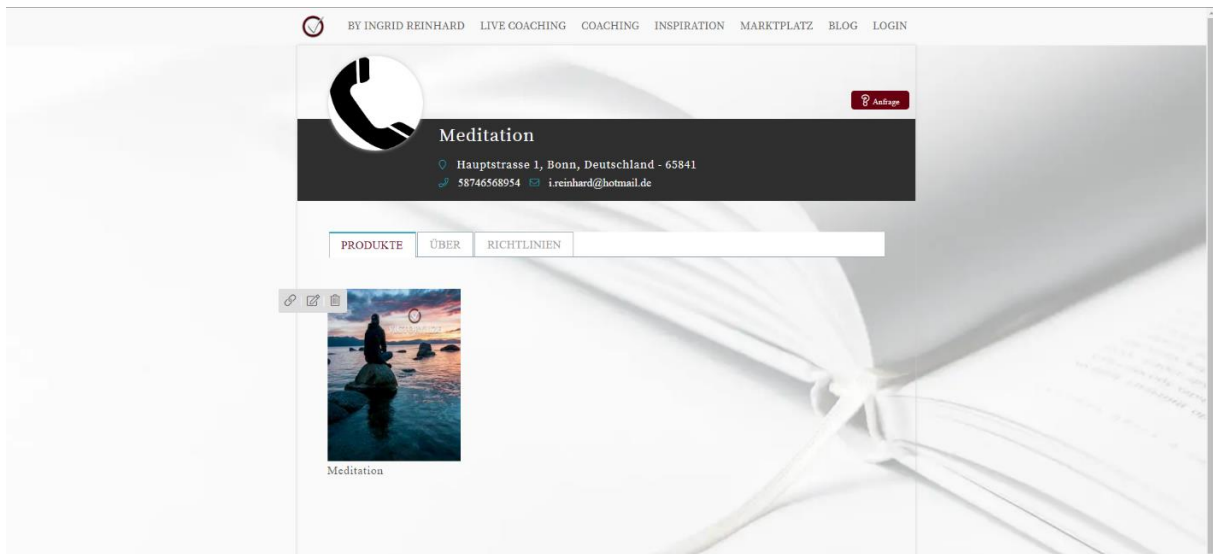 BY INGRID REINHARD LIVE COACHING COACHING INSPIRATION MARKTPLATZ BLOG LOGIN
Anfrage
Meditation
Hauptstrasse 1, Bonn, Deutschland - 65841
58746568954 i.reinhard@hotmail.de
PRODUKTE ÜBER RICHTLINIEN
Meditation